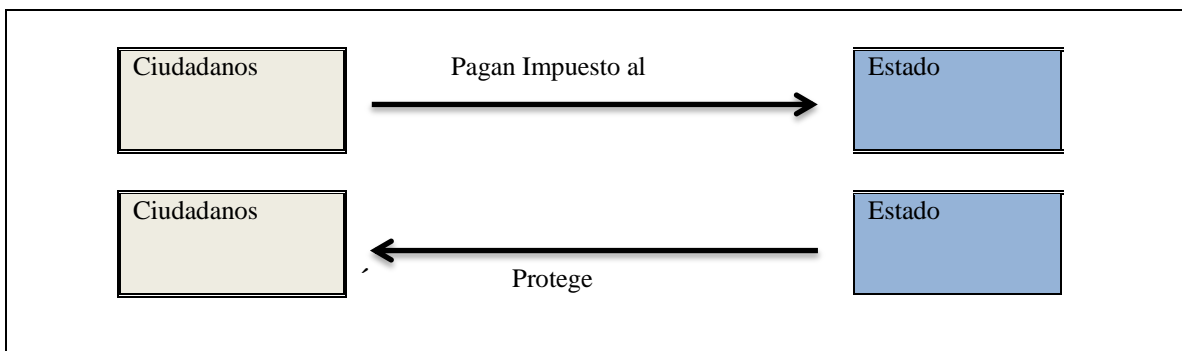 Ciudadanos
Pagan Impuesto al
Estado
Ciudadanos
Estado
´
Protege